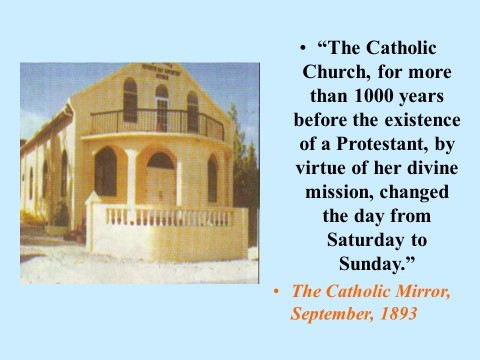 • “The Catholic
Church, for more
than 1000 years
before the existence
of a Protestant, by
virtue of her divine
mission, changed
the day from
Saturday to
Sunday.”
• The Catholic Mirror,
September, 1893